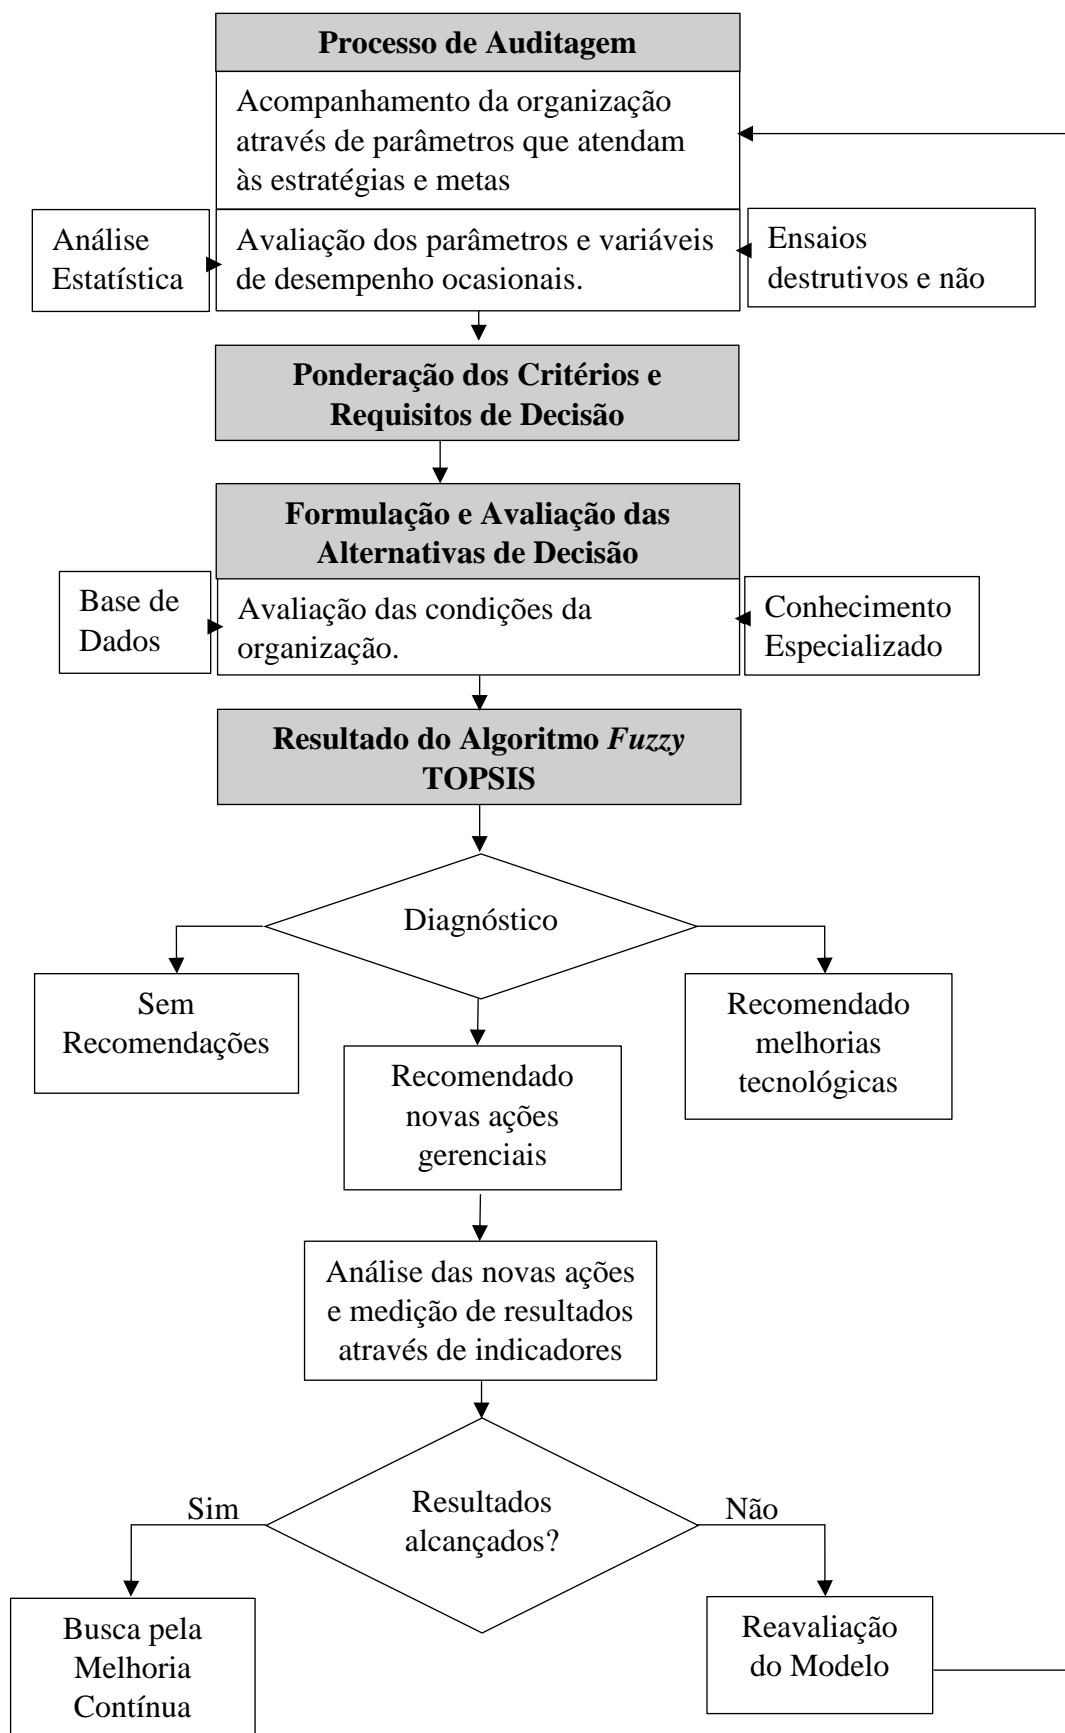 Processo de Auditagem
Acompanhamento da organização
através de parâmetros que atendam
às estratégias e metas
Análise
Estatística
Avaliação dos parâmetros e variáveis
de desempenho ocasionais.
Ensaios
destrutivos e não
Ponderação dos Critérios e
Requisitos de Decisão
Formulação e Avaliação das
Alternativas de Decisão
Base de
Dados
Avaliação das condições da
organização.
Conhecimento
Especializado
Resultado do Algoritmo Fuzzy
TOPSIS
Diagnóstico
Sem
Recomendações
Recomendado
novas ações
gerenciais
Recomendado
melhorias
tecnológicas
Análise das novas ações
e medição de resultados
através de indicadores
Sim
Resultados
alcançados?
Não
Busca pela
Melhoria
Contínua
Reavaliação
do Modelo